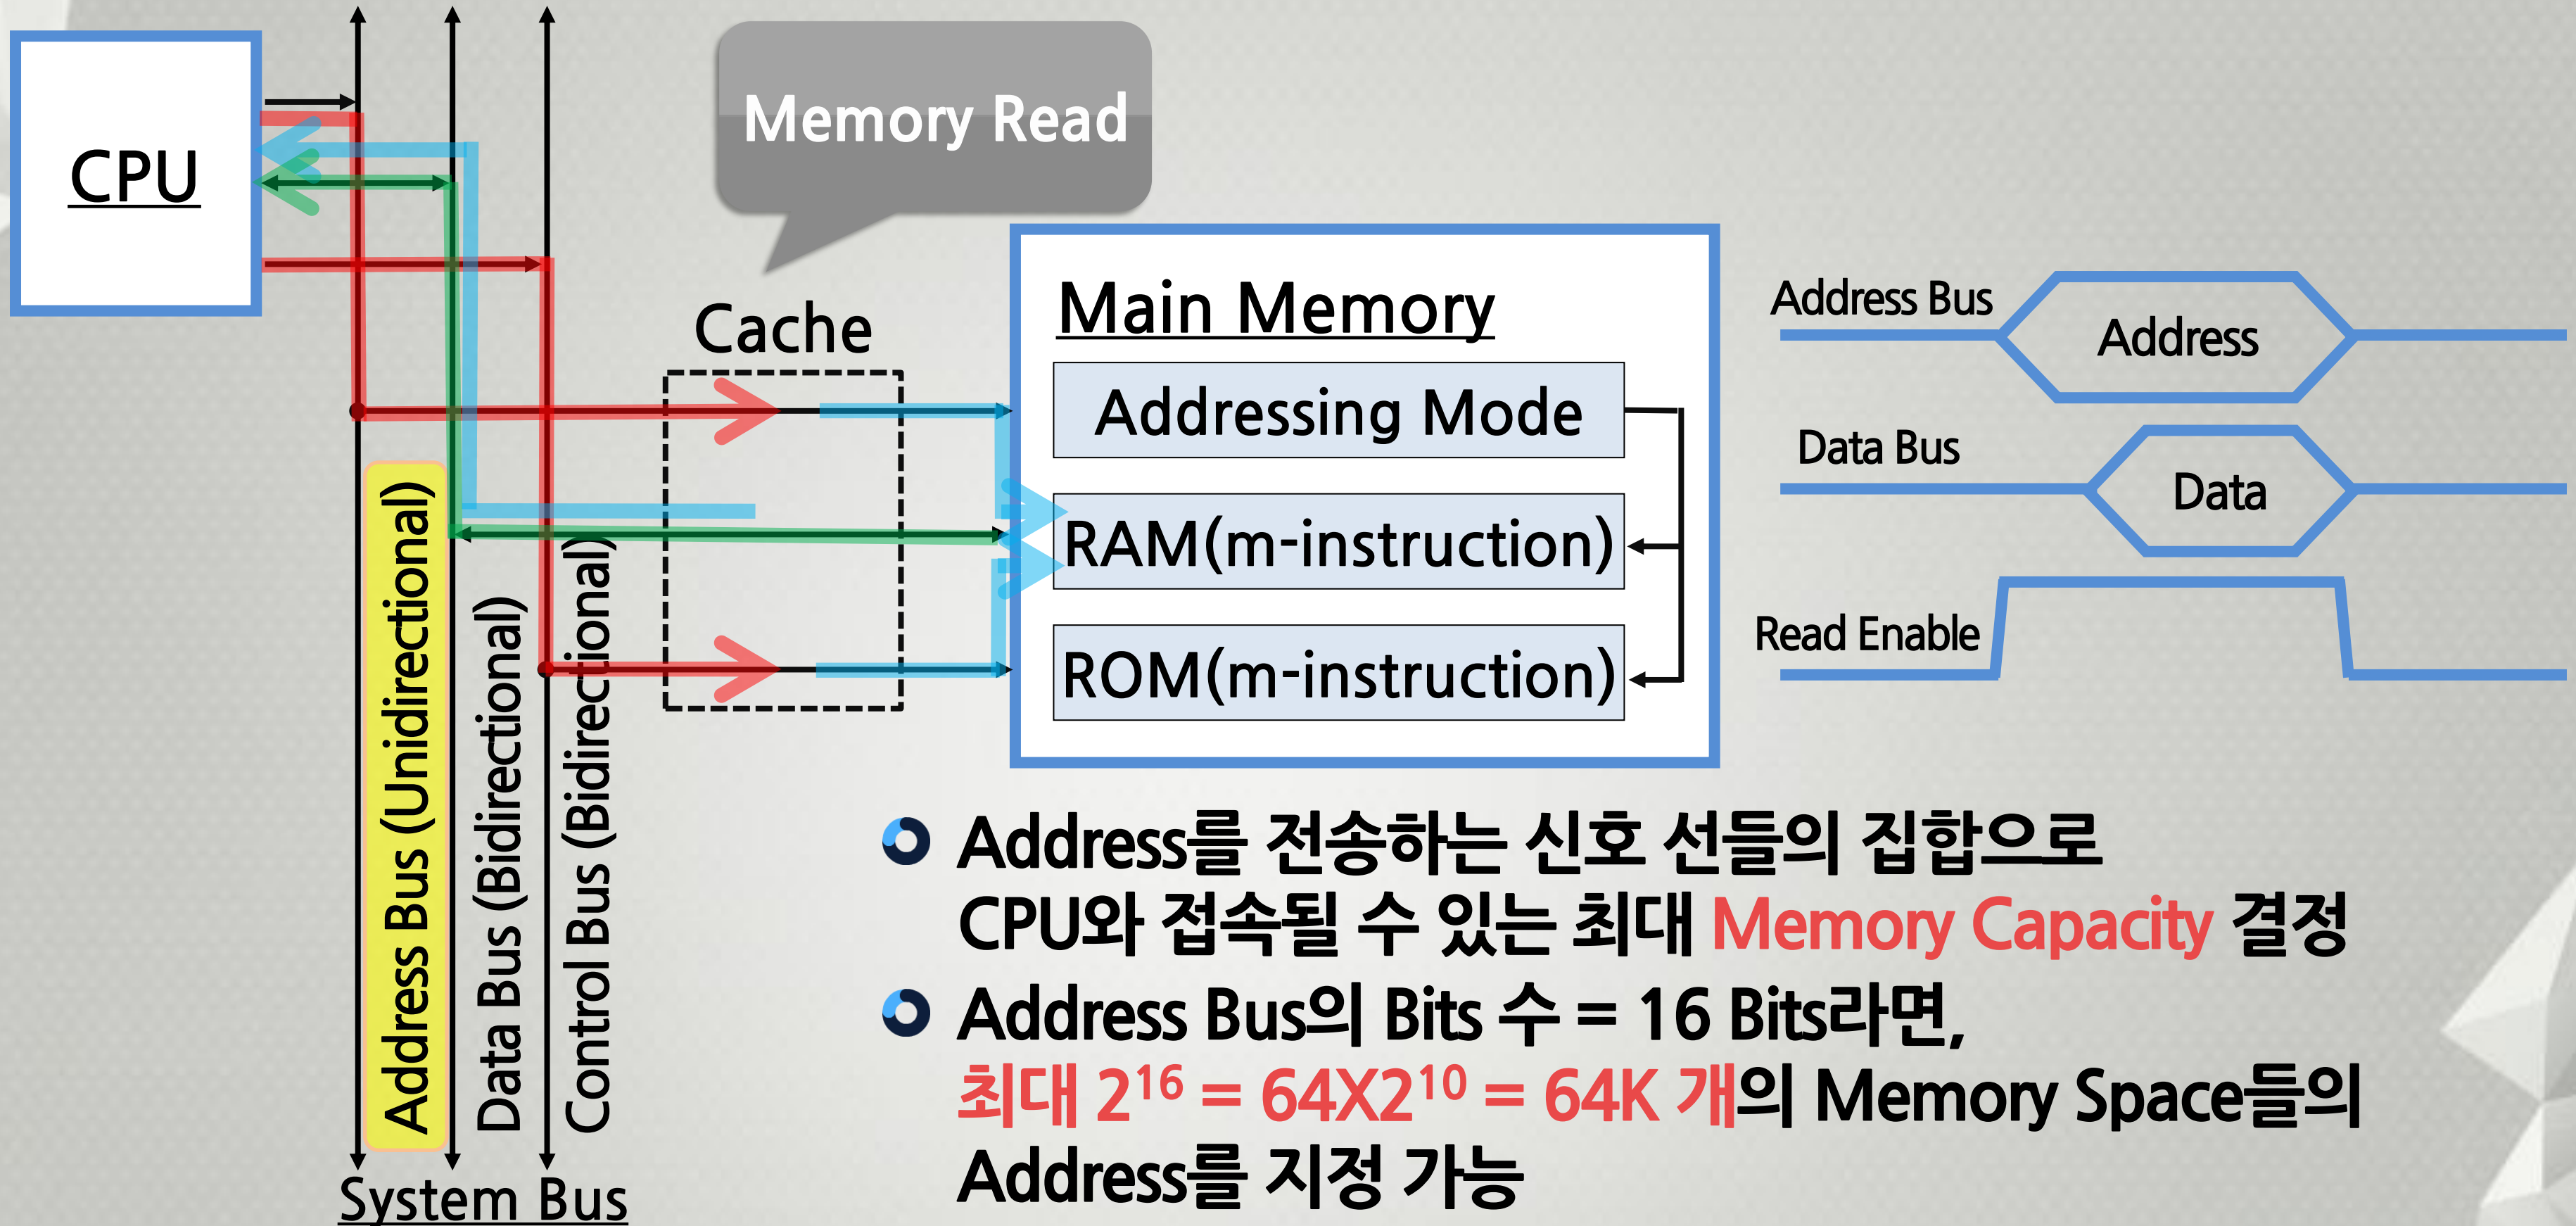 CPU
Memory Read
Cache
Main Memory
Addressing Mode
RAM(m-instruction)
ROM(m-instruction)
Address Bus
Address
Data Bus
Data
Read Enable
Address Bus (Unidirectional)
Data Bus (Bidirectional)
Control Bus (Bidirectional)
System Bus
Address를 전송하는 신호 선들의 집합으로
CPU와 접속될 수 있는 최대 Memory Capacity 결정
Address Bus의 Bits 수 = 16 Bits라면,
최대 2¹⁶ = 64X2¹⁰ = 64K 개의 Memory Space들의
Address를 지정 가능